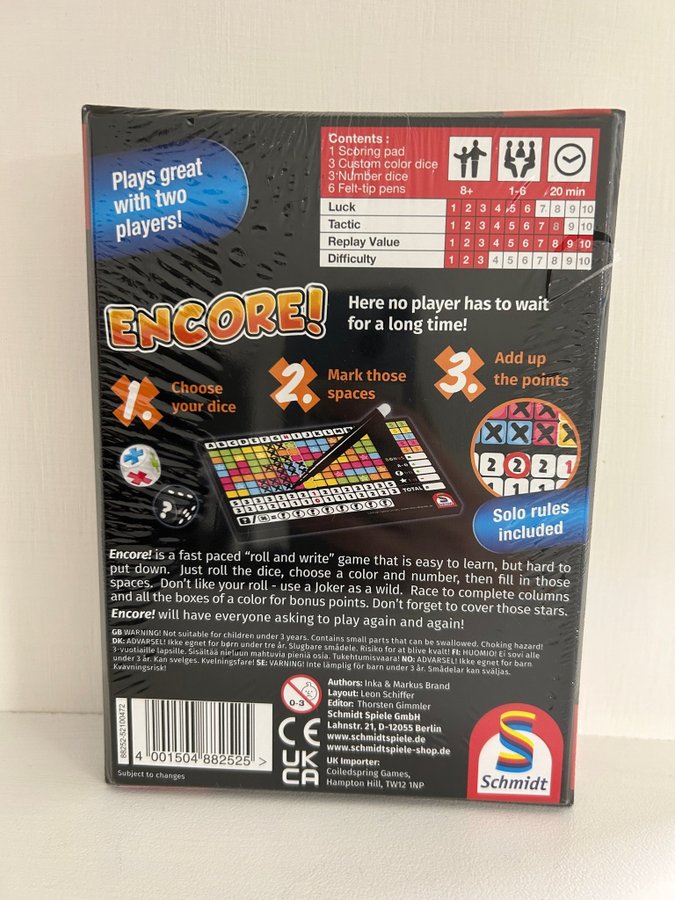 Plays great
with two
players!
Contents :
1 Scoring pad
3 Custom color dice
3 Number dice
6 Felt-tip pens
8+ 1-6 20 min
Luck 1 2 3 4 5 6 7 8 9 10
Tactic 1 2 3 4 5 6 7 8 9 10
Replay Value 1 2 3 4 5 6 7 8 9 10
Difficulty 1 2 3 4 5 6 7 8 9 10
ENCORE!
Here no player has to wait
for a long time!
1. Choose
your dice
2. Mark those
spaces
3. Add up
the points
A B C D E F G H I J K L M
TOTAL
?
2 2 2 1
Solo rules
included
Encore! is a fast paced “roll and write” game that is easy to learn, but hard to
put down. Just roll the dice, choose a color and number, then fill in those
spaces. Don’t like your roll - use a Joker as a wild. Race to complete columns
and all the boxes of a color for bonus points. Don’t forget to cover those stars.
Encore! will have everyone asking to play again and again!
GB WARNING! Not suitable for children under 3 years. Contains small parts that can be swallowed. Choking hazard!
DK: ADVARSEL! Ikke egnet for børn under tre år. Slugbare smådele. Risiko for at blive kvalt! FI: HUOMIO! Ei sovi alle
3-vuotiaille lapsille. Sisältää nieluun mahtuvia pieniä osia. Tukehtumisvaara! NO: ADVARSEL! Ikke egnet for barn
under 3 år. Kan svelges. Kvelningsfare! SE: VARNING! Inte lämplig för barn under 3 år. Smådelar kan sväljas.
Kvävningsrisk!
0-3
Authors: Inka & Markus Brand
Layout: Leon Schiffer
Editor: Thorsten Gimmler
Schmidt Spiele GmbH
Lahnstr. 21, D-12055 Berlin
www.schmidtspiele.de
www.schmidtspiele-shop.de
UK Importer:
Coiledspring Games,
Hampton Hill, TW12 1NP
CE
UK
CA
88252-52100472
4 001504 882525 >
Subject to changes
S
Schmidt